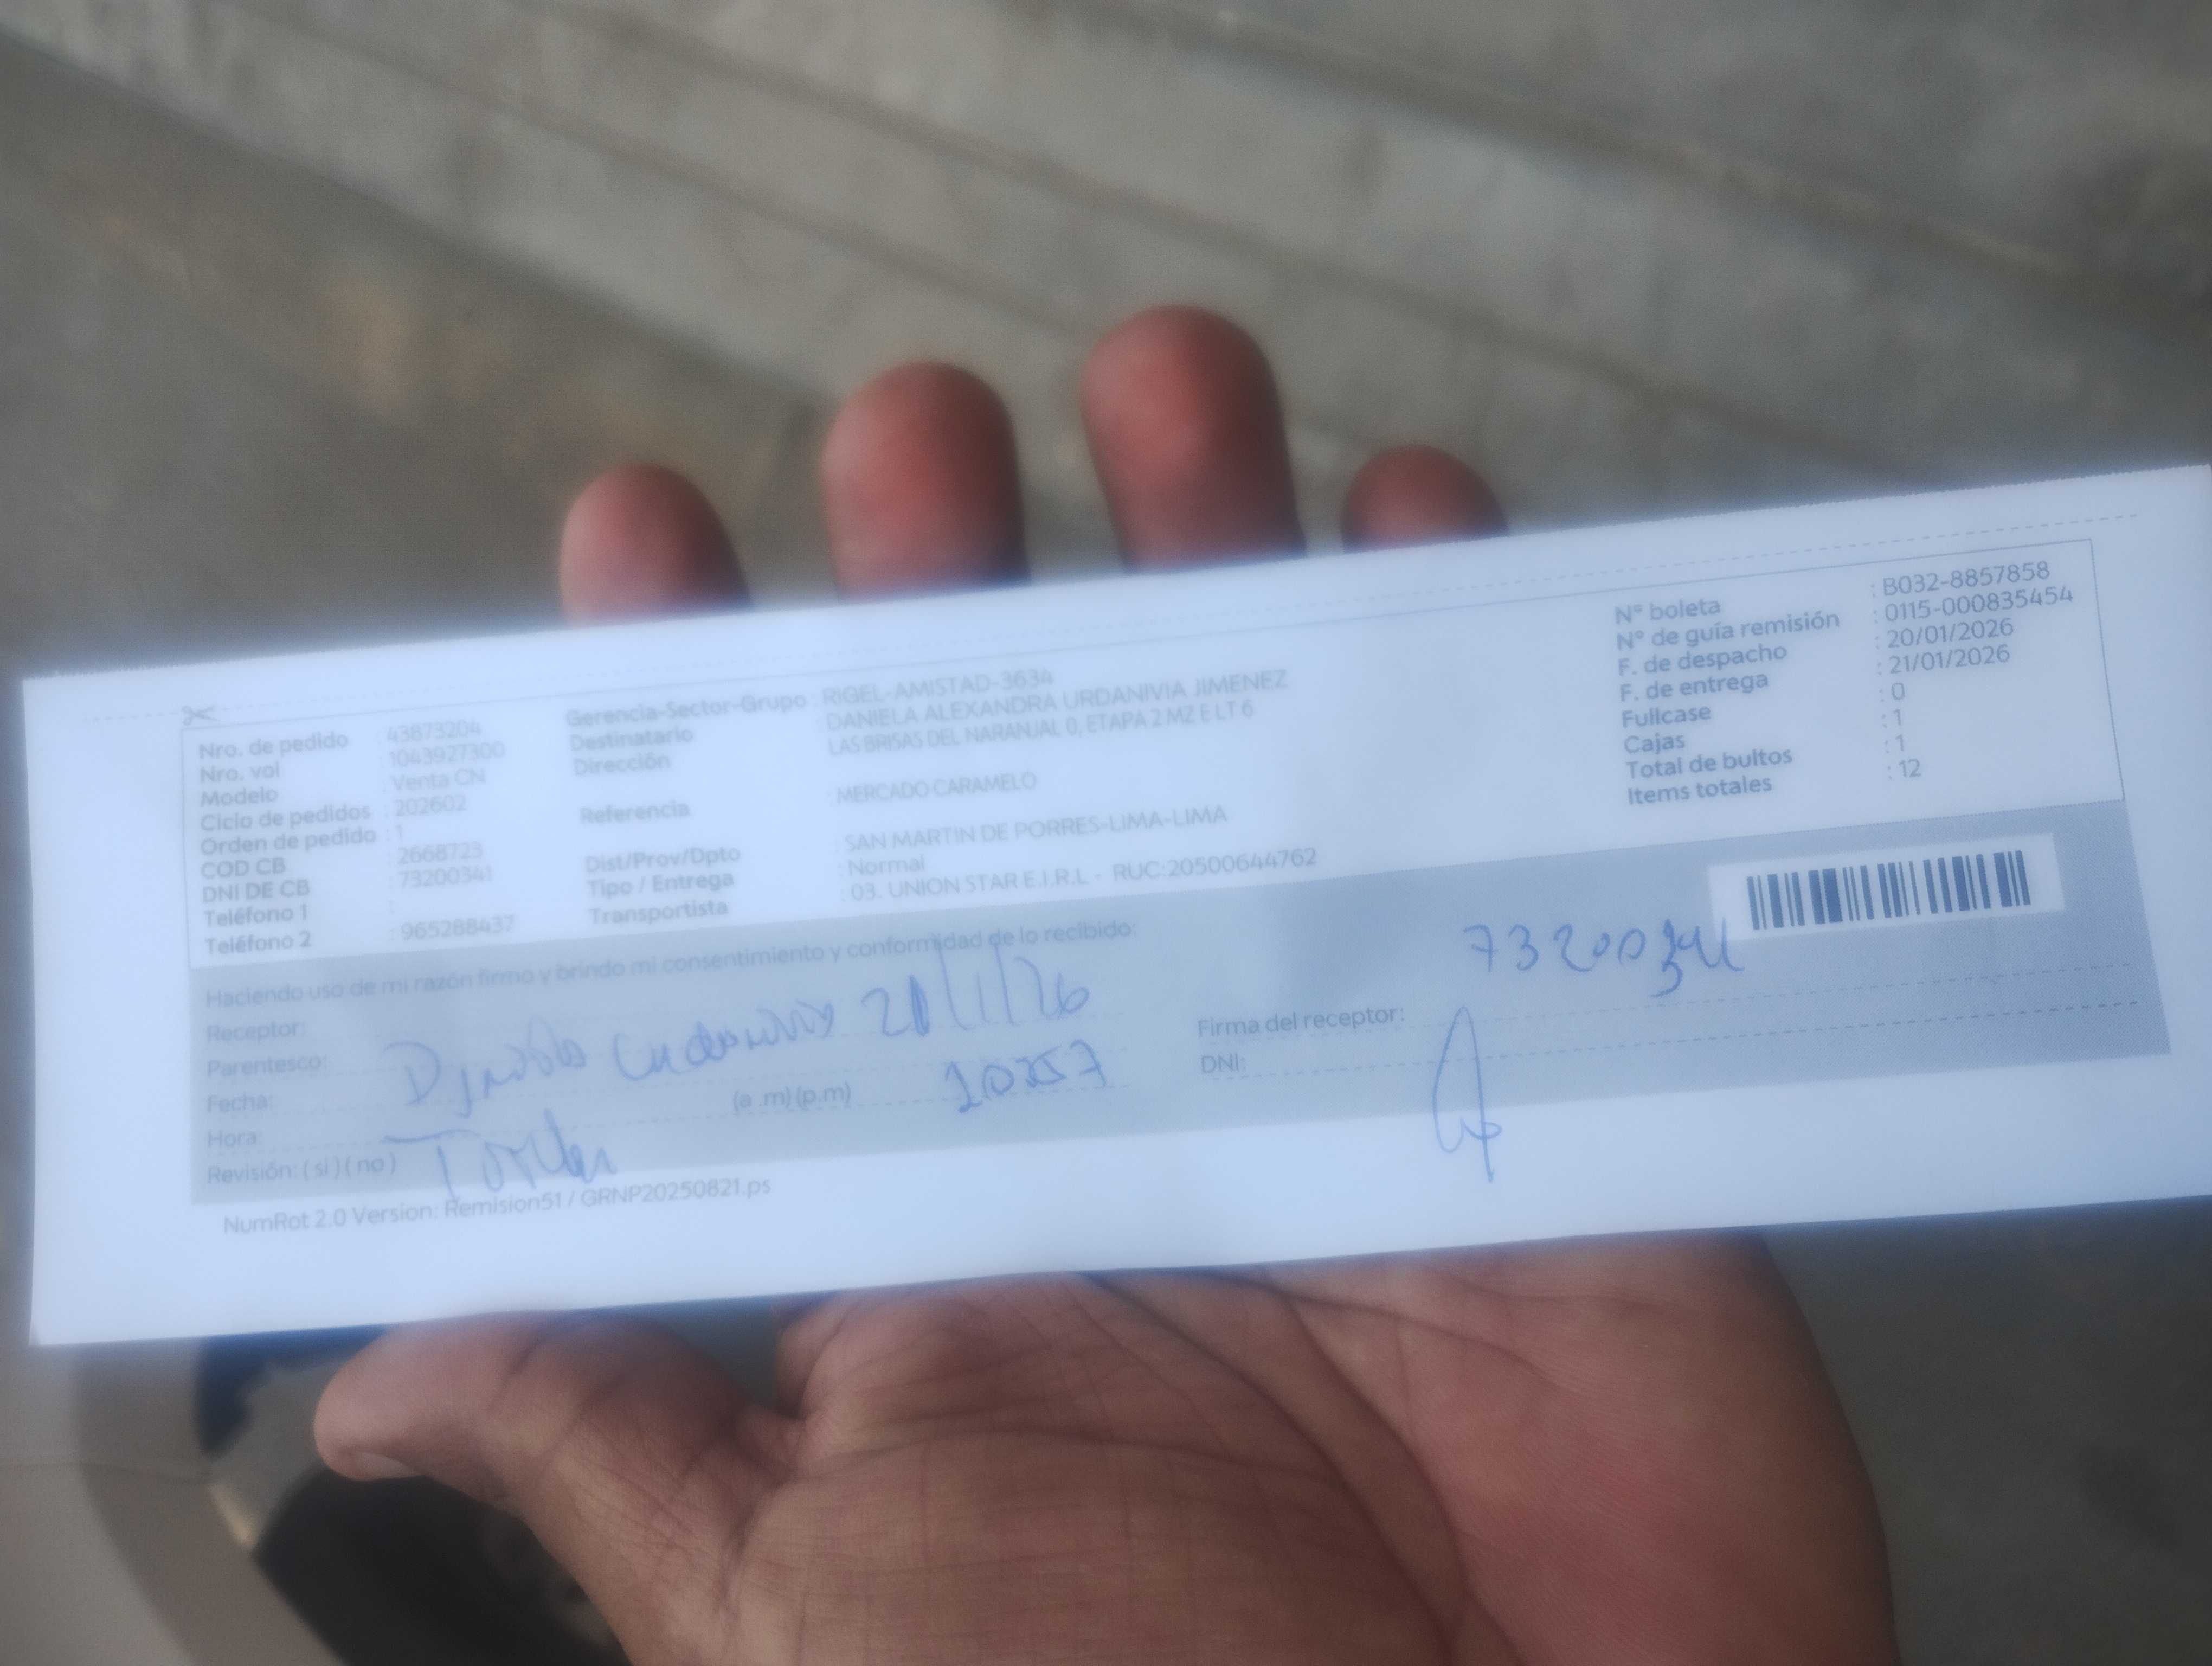 Nro. de pedido : 43873204
Nro. vol : 1043927300
Modelo : Venta CN
Ciclo de pedidos : 202602
Orden de pedido : 1
COD CB : 2668723
DNI DE CB : 73200341
Teléfono 1 :
Teléfono 2 : 965288437
Gerencia-Sector-Grupo RIGEL-AMISTAD-3634
Destinatario DANIELA ALEXANDRA URDANIVIA JIMENEZ
Dirección LAS BRISAS DEL NARANJAL 0, ETAPA 2 MZ E LT 6
Referencia : MERCADO CARAMELO
Dist/Prov/Dpto SAN MARTIN DE PORRES-LIMA-LIMA
Tipo / Entrega : Normal
Transportista : 03. UNION STAR E.I.R.L - RUC:20500644762
N° boleta : B032-8857858
N° de guía remisión : 0115-000835454
F. de despacho : 20/01/2026
F. de entrega : 21/01/2026
Fullcase : 0
Cajas : 1
Total de bultos : 1
Items totales : 12
Haciendo uso de mi razón firmo y brindo mi consentimiento y conformidad de lo recibido:
Receptor:
Parentesco: 21/1/26
Fecha:
Hora: (a .m) (p.m)
Revisión: ( si ) ( no )
73200341
Firma del receptor:
DNI:
NumRot 2.0 Version: Remision51 / GRNP20250821.ps